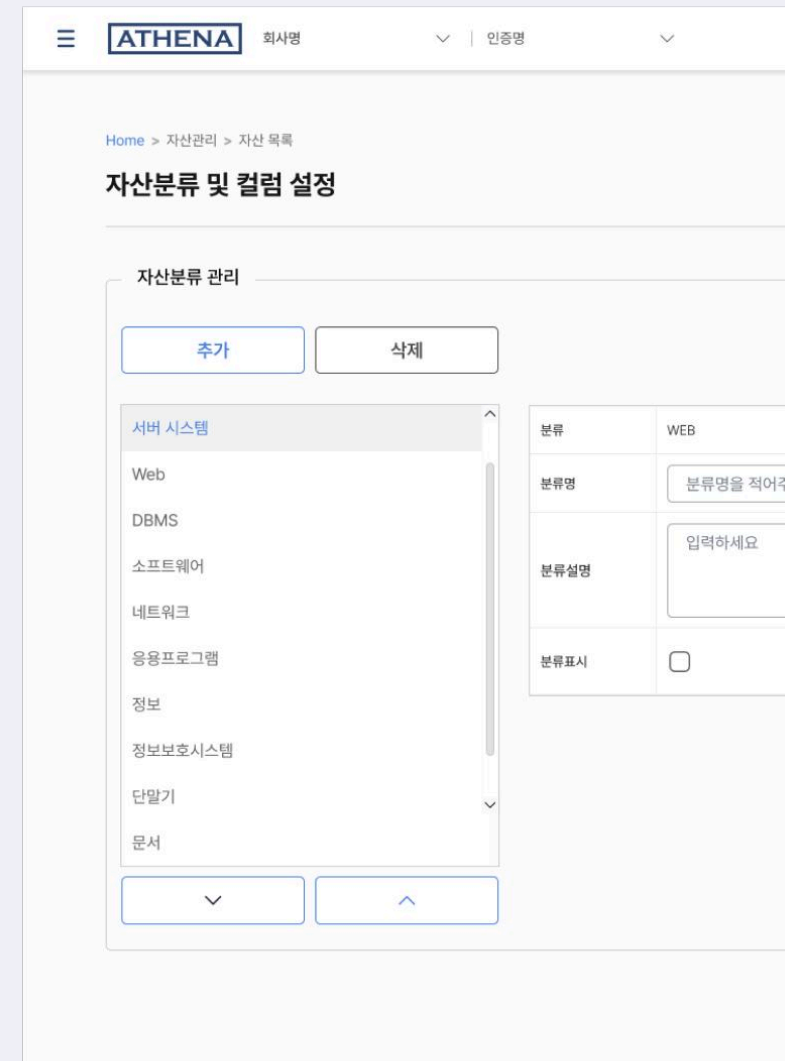 ATHENA 회사명 인증명
Home > 자산관리 > 자산 목록
자산분류 및 컬럼 설정
자산분류 관리
추가 삭제
서버 시스템
Web
DBMS
소프트웨어
네트워크
응용프로그램
정보
정보보호시스템
단말기
문서
분류 WEB
분류명 분류명을 적어주
분류설명 입력하세요
분류표시